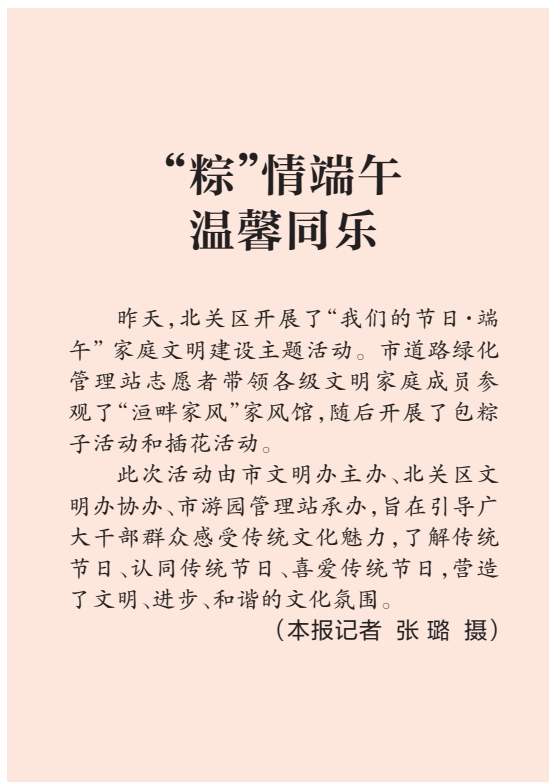 “粽”情端午
温馨同乐
昨天，北关区开展了“我们的节日·端
午” 家庭文明建设主题活动。市道路绿化
管理站志愿者带领各级文明家庭成员参
观了“洹畔家风”家风馆，随后开展了包粽
子活动和插花活动。
此次活动由市文明办主办、北关区文
明办协办、市游园管理站承办，旨在引导广
大干部群众感受传统文化魅力，了解传统
节日、认同传统节日、喜爱传统节日，营造
了文明、进步、和谐的文化氛围。
（本报记者 张 璐 摄）